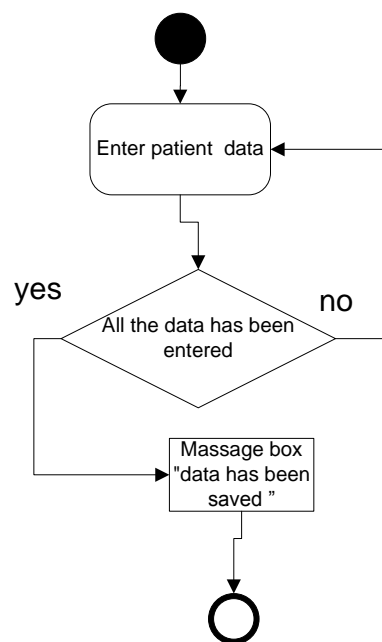 Enter patient  data
yes
no
All the data has been
entered
Massage box
"data has been
saved ”